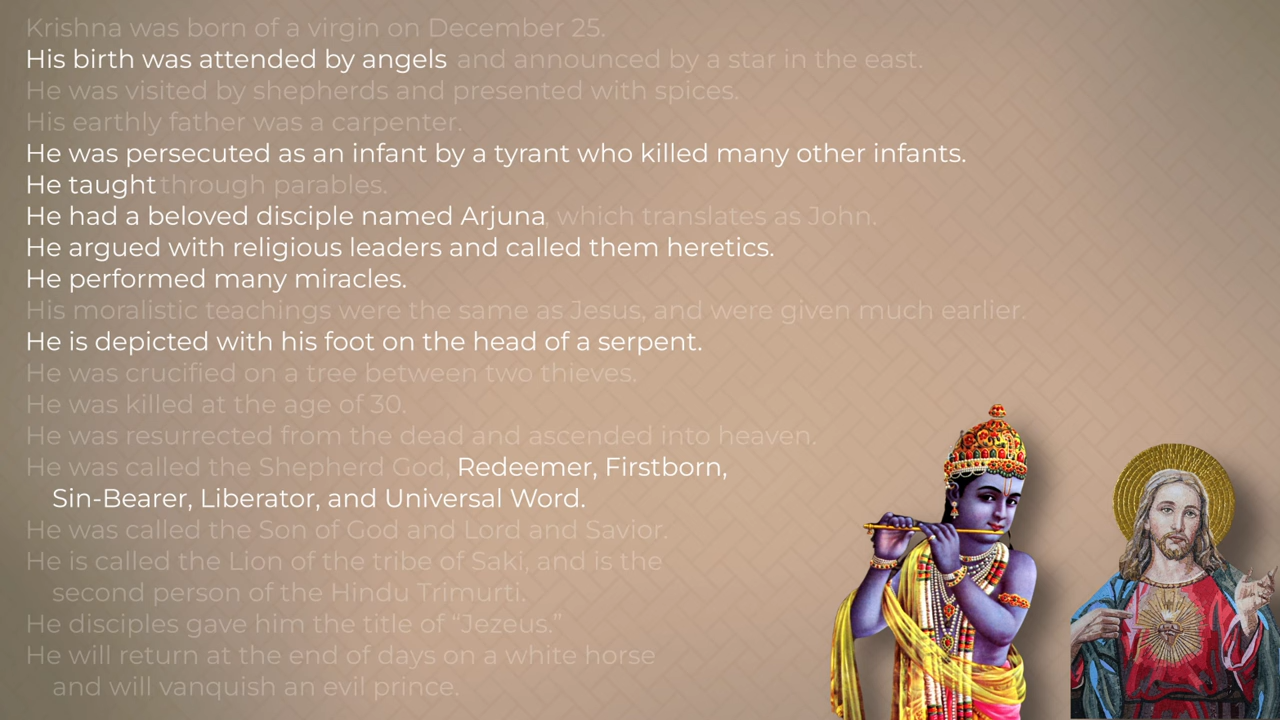 Krishna was born of a virgin on December 25.
His birth was attended by angels and announced by a star in the east.
He was visited by shepherds and presented with spices.
His earthly father was a carpenter.
He was persecuted as an infant by a tyrant who killed many other infants.
He taught through parables.
He had a beloved disciple named Arjuna, which translates as John.
He argued with religious leaders and called them heretics.
He performed many miracles.
His moralistic teachings were the same as Jesus, and were given much earlier.
He is depicted with his foot on the head of a serpent.
He was crucified on a tree between two thieves.
He was killed at the age of 30.
He was resurrected from the dead and ascended into heaven.
He was called the Shepherd God, Redeemer, Firstborn,
Sin-Bearer, Liberator, and Universal Word.
He was called the Son of God and Lord and Savior.
He is called the Lion of the tribe of Saki, and is the
second person of the Hindu Trimurti.
He disciples gave him the title of “Jezeus.”
He will return at the end of days on a white horse
and will vanquish an evil prince.